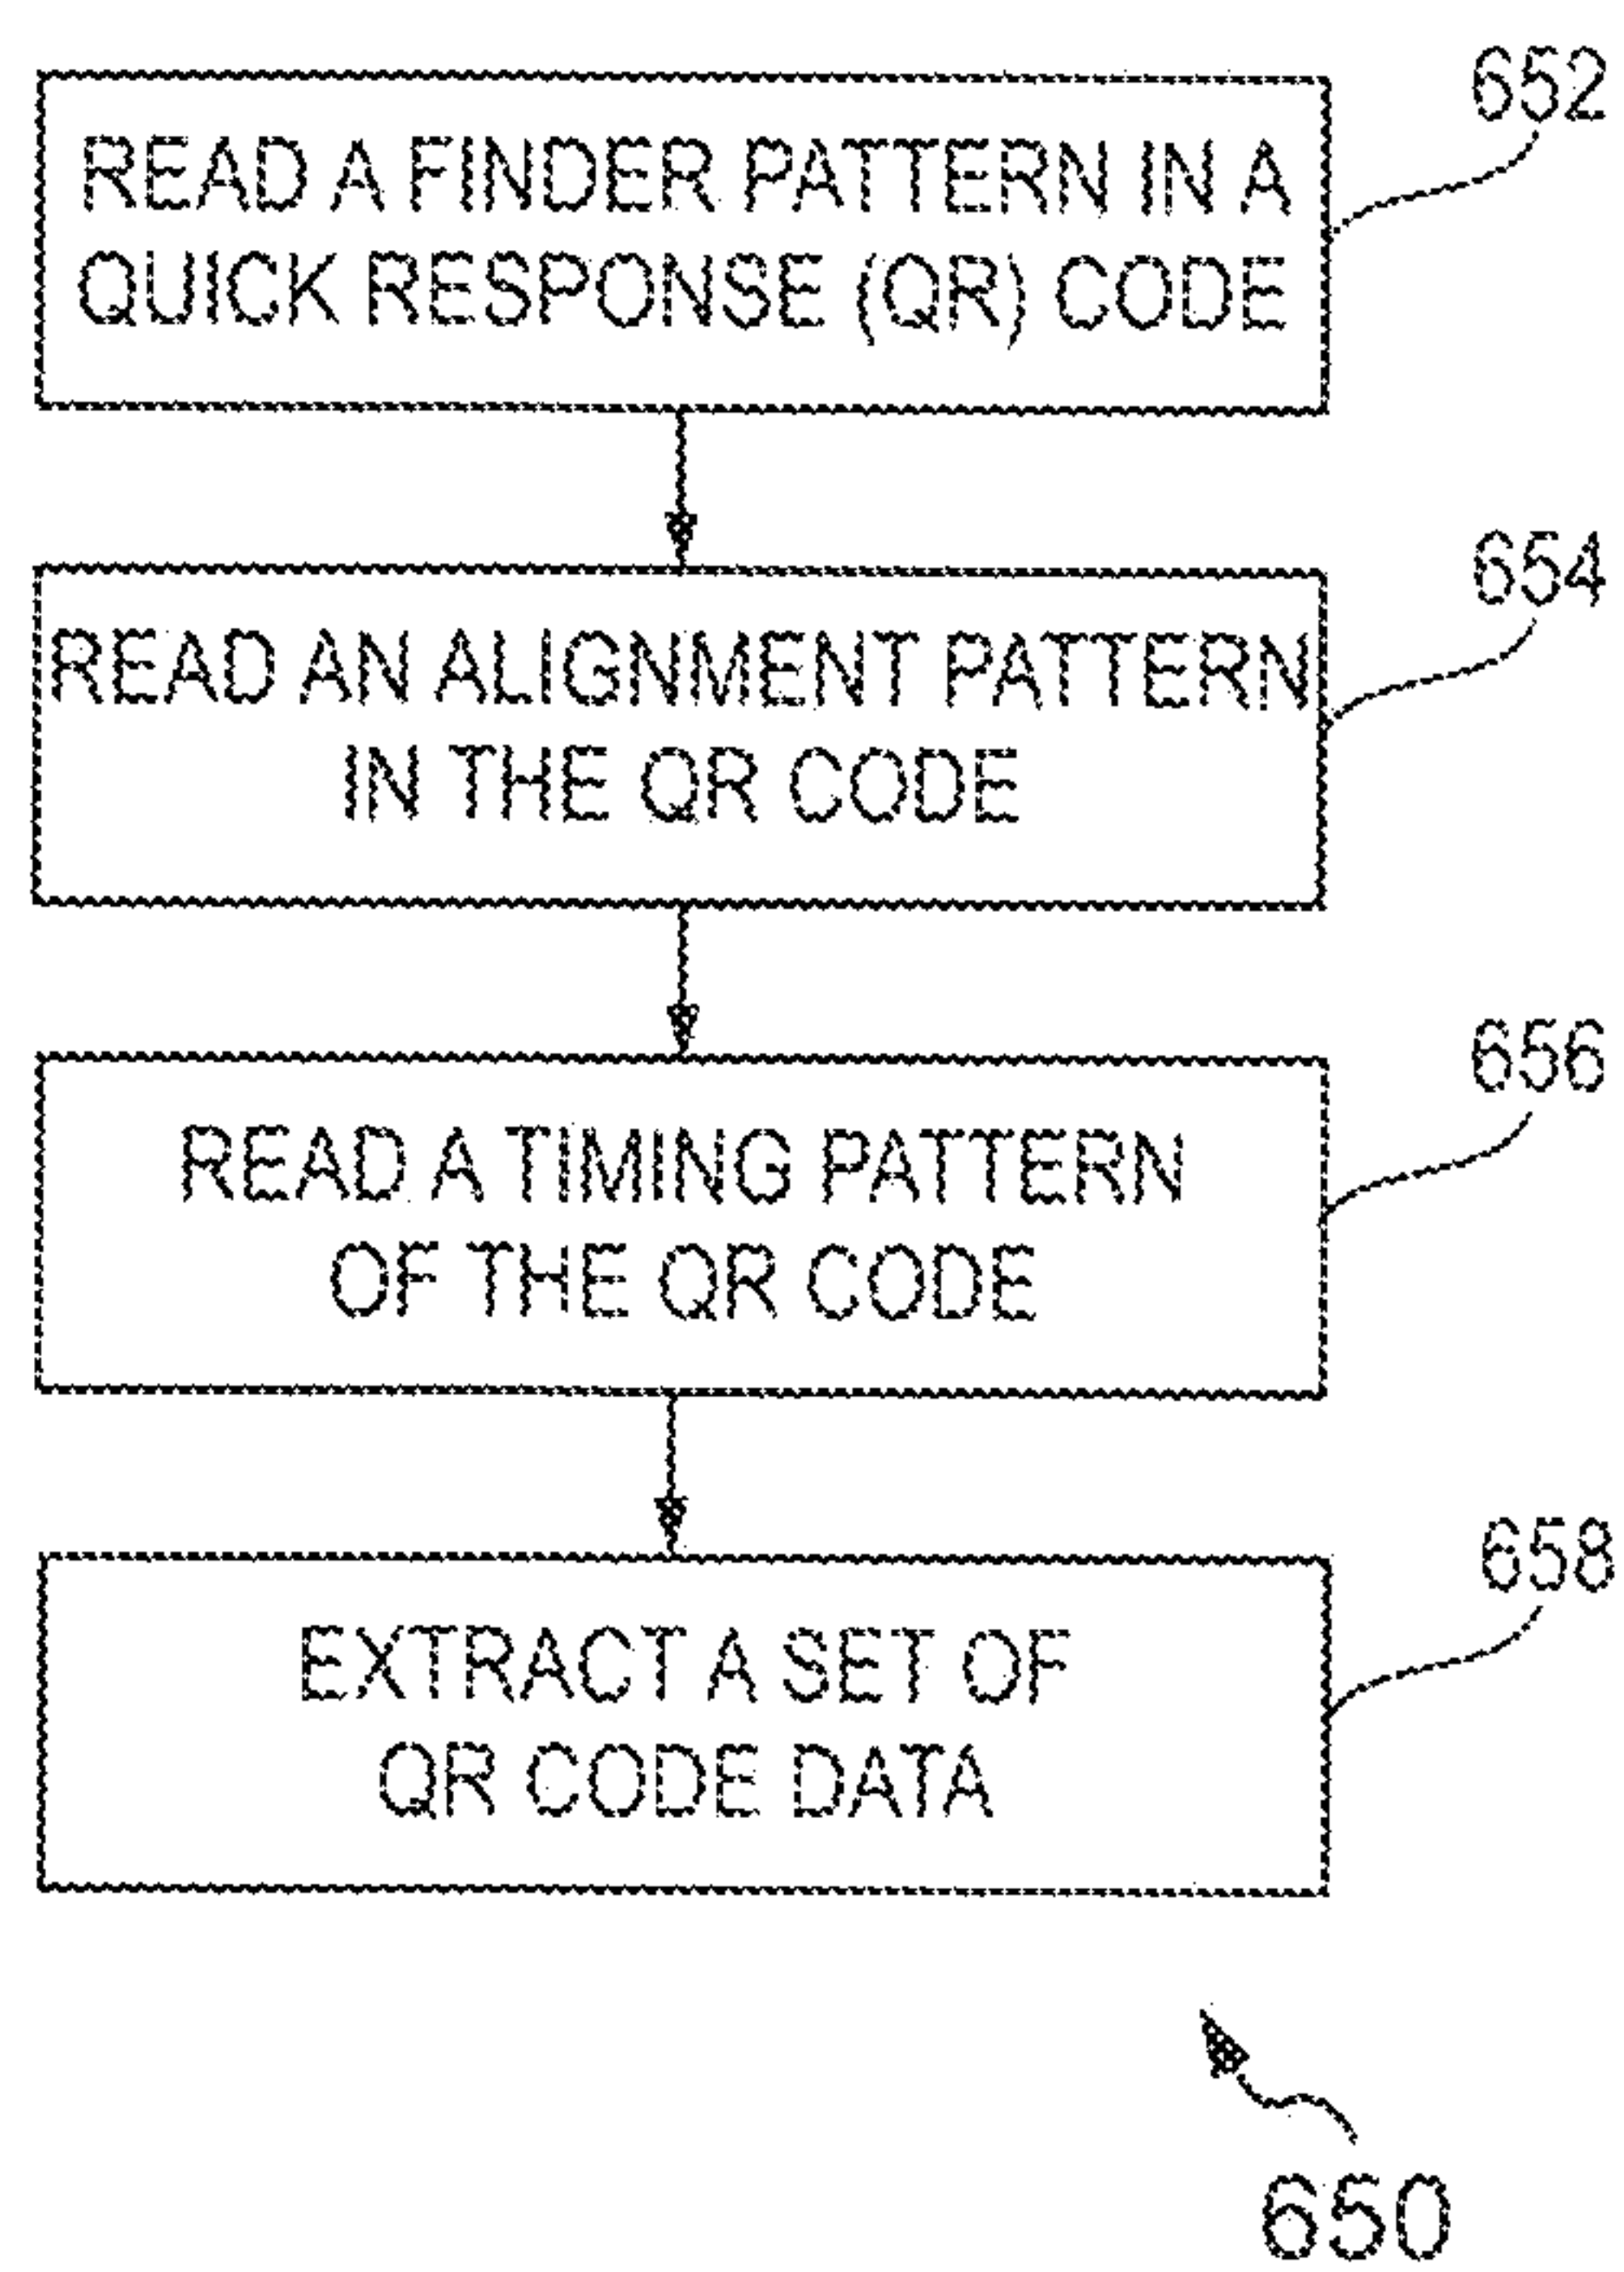 652
READ A FINDER PATTERN IN A
QUICK RESPONSE (QR) CODE
654
READ AN ALIGNMENT PATTERN
IN THE QR CODE
656
READ A TIMING PATTERN
OF THE QR CODE
658
EXTRACT A SET OF
QR CODE DATA
650